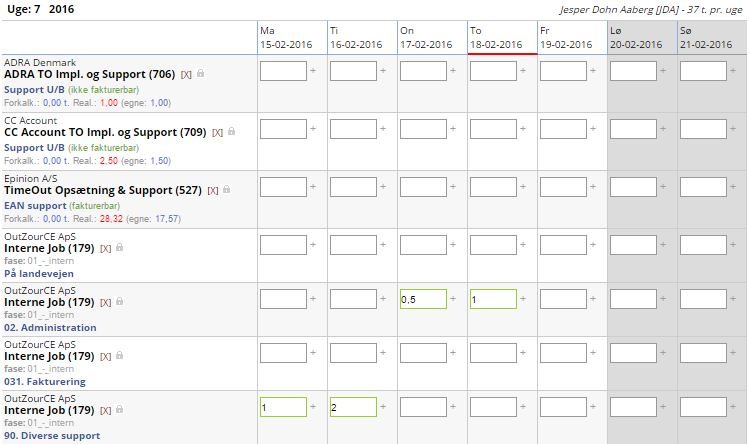 Uge: 7 2016
Jesper Dohn Aaberg [JDA] - 37 t. pr. uge
Ma Ti On To Fr Lø Sø
15-02-2016 16-02-2016 17-02-2016 18-02-2016 19-02-2016 20-02-2016 21-02-2016
ADRA Danmark
ADRA TO Impl. og Support (706) [X] + + + + + + +
Support U/B (ikke fakturerbar)
Forkalk.: 0,00 t. Real.: 1,00 (egne: 1,00)
CC Account
CC Account TO Impl. og Support (709) [X] + + + + + + +
Support U/B (ikke fakturerbar)
Forkalk.: 0,00 t. Real.: 2,50 (egne: 1,50)
Epinion A/S
TimeOut Opsætning & Support (527) [X] + + + + + + +
EAN support (fakturerbar)
Forkalk.: 0,00 t. Real.: 28,32 (egne: 17,57)
OutZourCE ApS
Interne Job (179) [X] + + + + + + +
fase: 01_-_intern
På landevejen
OutZourCE ApS
Interne Job (179) [X] + + 0,5 + 1 + + + +
fase: 01_-_intern
02. Administration
OutZourCE ApS
Interne Job (179) [X] + + + + + + +
fase: 01_-_intern
031. Fakturering
OutZourCE ApS
Interne Job (179) [X] 1 + 2 + + + + + +
fase: 01_-_intern
90. Diverse support